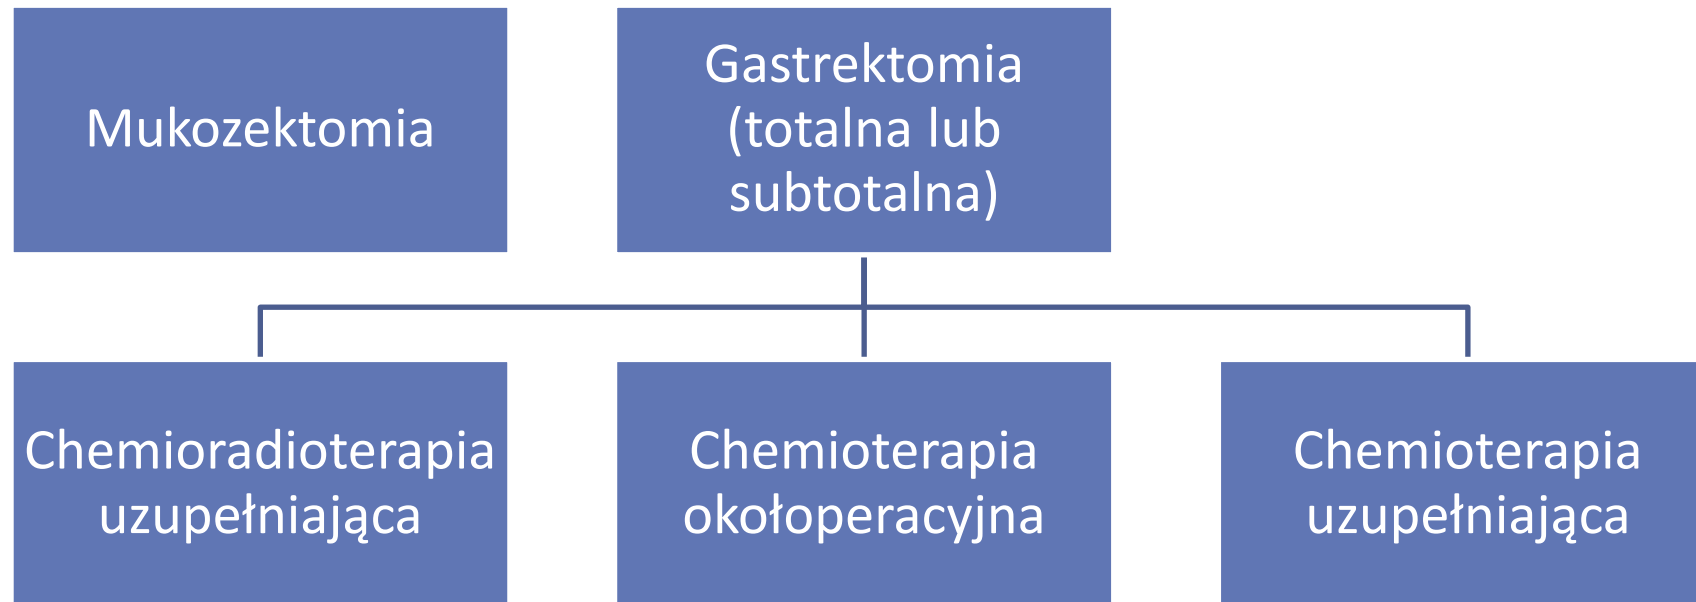 Mukozektomia
Gastrektomia
(totalna lub
subtotalna)
Chemioradioterapia
uzupełniająca
Chemioterapia
okołoperacyjna
Chemioterapia
uzupełniająca